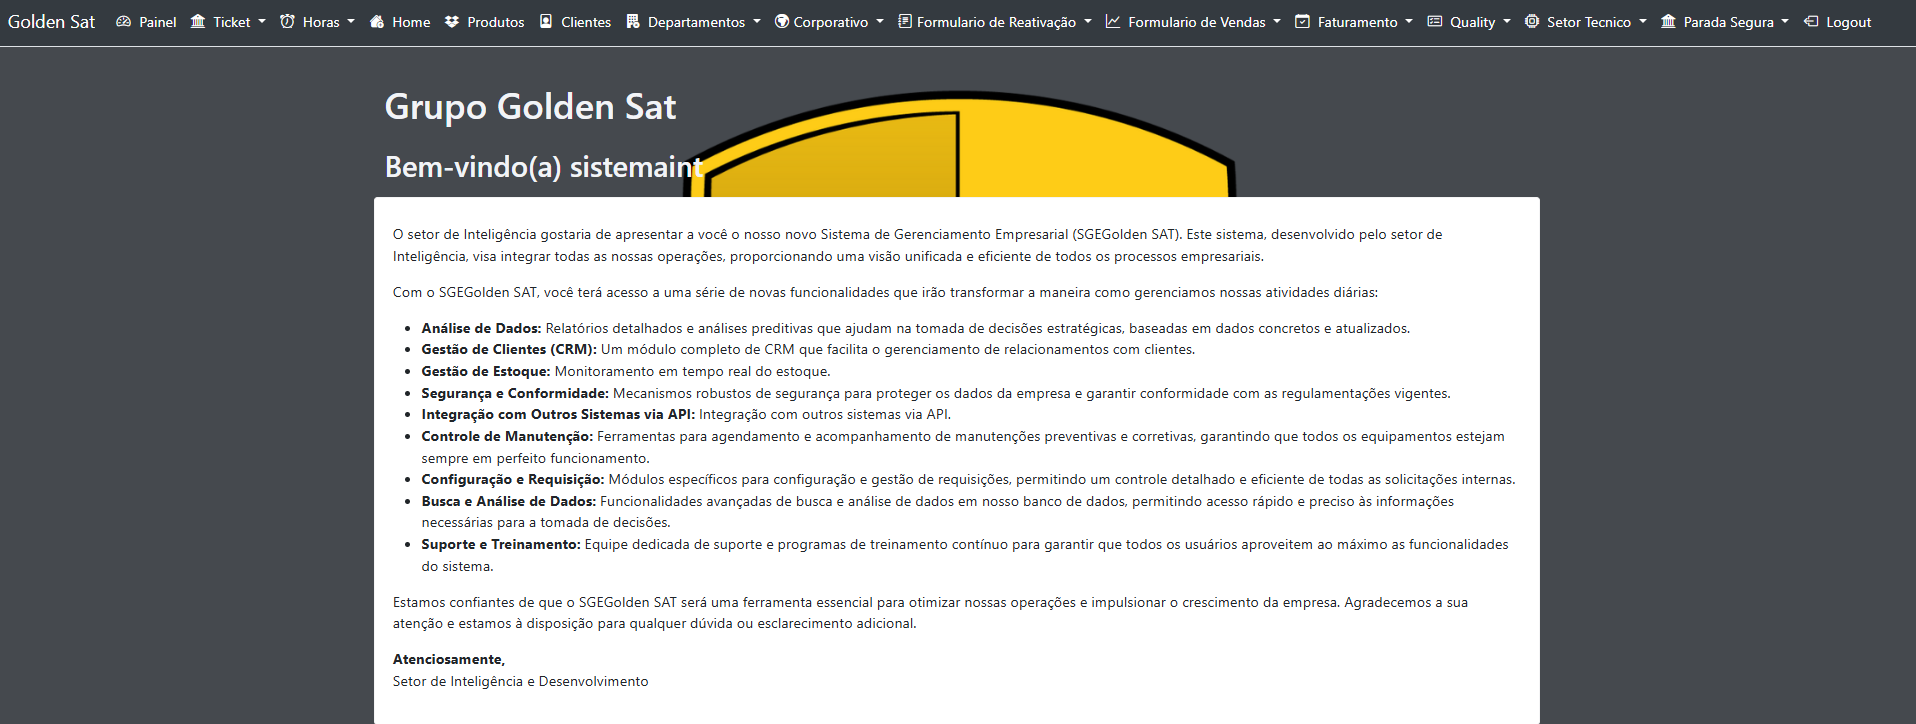 Golden Sat Painel Ticket Horas Home Produtos Clientes Departamentos Corporativo Formulario de Reativação Formulario de Vendas Faturamento Quality Setor Tecnico Parada Segura Logout
Grupo Golden Sat
Bem-vindo(a) sistemaint
O setor de Inteligência gostaria de apresentar a você o nosso novo Sistema de Gerenciamento Empresarial (SGEGolden SAT). Este sistema, desenvolvido pelo setor de
Inteligência, visa integrar todas as nossas operações, proporcionando uma visão unificada e eficiente de todos os processos empresariais.
Com o SGEGolden SAT, você terá acesso a uma série de novas funcionalidades que irão transformar a maneira como gerenciamos nossas atividades diárias:
• Análise de Dados: Relatórios detalhados e análises preditivas que ajudam na tomada de decisões estratégicas, baseadas em dados concretos e atualizados.
• Gestão de Clientes (CRM): Um módulo completo de CRM que facilita o gerenciamento de relacionamentos com clientes.
• Gestão de Estoque: Monitoramento em tempo real do estoque.
• Segurança e Conformidade: Mecanismos robustos de segurança para proteger os dados da empresa e garantir conformidade com as regulamentações vigentes.
• Integração com Outros Sistemas via API: Integração com outros sistemas via API.
• Controle de Manutenção: Ferramentas para agendamento e acompanhamento de manutenções preventivas e corretivas, garantindo que todos os equipamentos estejam
sempre em perfeito funcionamento.
• Configuração e Requisição: Módulos específicos para configuração e gestão de requisições, permitindo um controle detalhado e eficiente de todas as solicitações internas.
• Busca e Análise de Dados: Funcionalidades avançadas de busca e análise de dados em nosso banco de dados, permitindo acesso rápido e preciso às informações
necessárias para a tomada de decisões.
• Suporte e Treinamento: Equipe dedicada de suporte e programas de treinamento contínuo para garantir que todos os usuários aproveitem ao máximo as funcionalidades
do sistema.
Estamos confiantes de que o SGEGolden SAT será uma ferramenta essencial para otimizar nossas operações e impulsionar o crescimento da empresa. Agradecemos a sua
atenção e estamos à disposição para qualquer dúvida ou esclarecimento adicional.
Atenciosamente,
Setor de Inteligência e Desenvolvimento